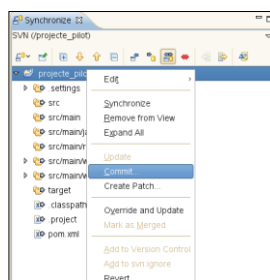 Synchronize
SVN (/projecte_pilot)
projecte_pilo
.settings
src
src/main
src/main/ja
src/main/r
src/main/w
src/main/w
target
.classpath
.project
pom.xml
Edit
Synchronize
Remove from View
Expand All
Update
Commit
Create Patch...
Override and Update
Mark as Merged
Add to Version Control
Add to svn:ignore
Revert